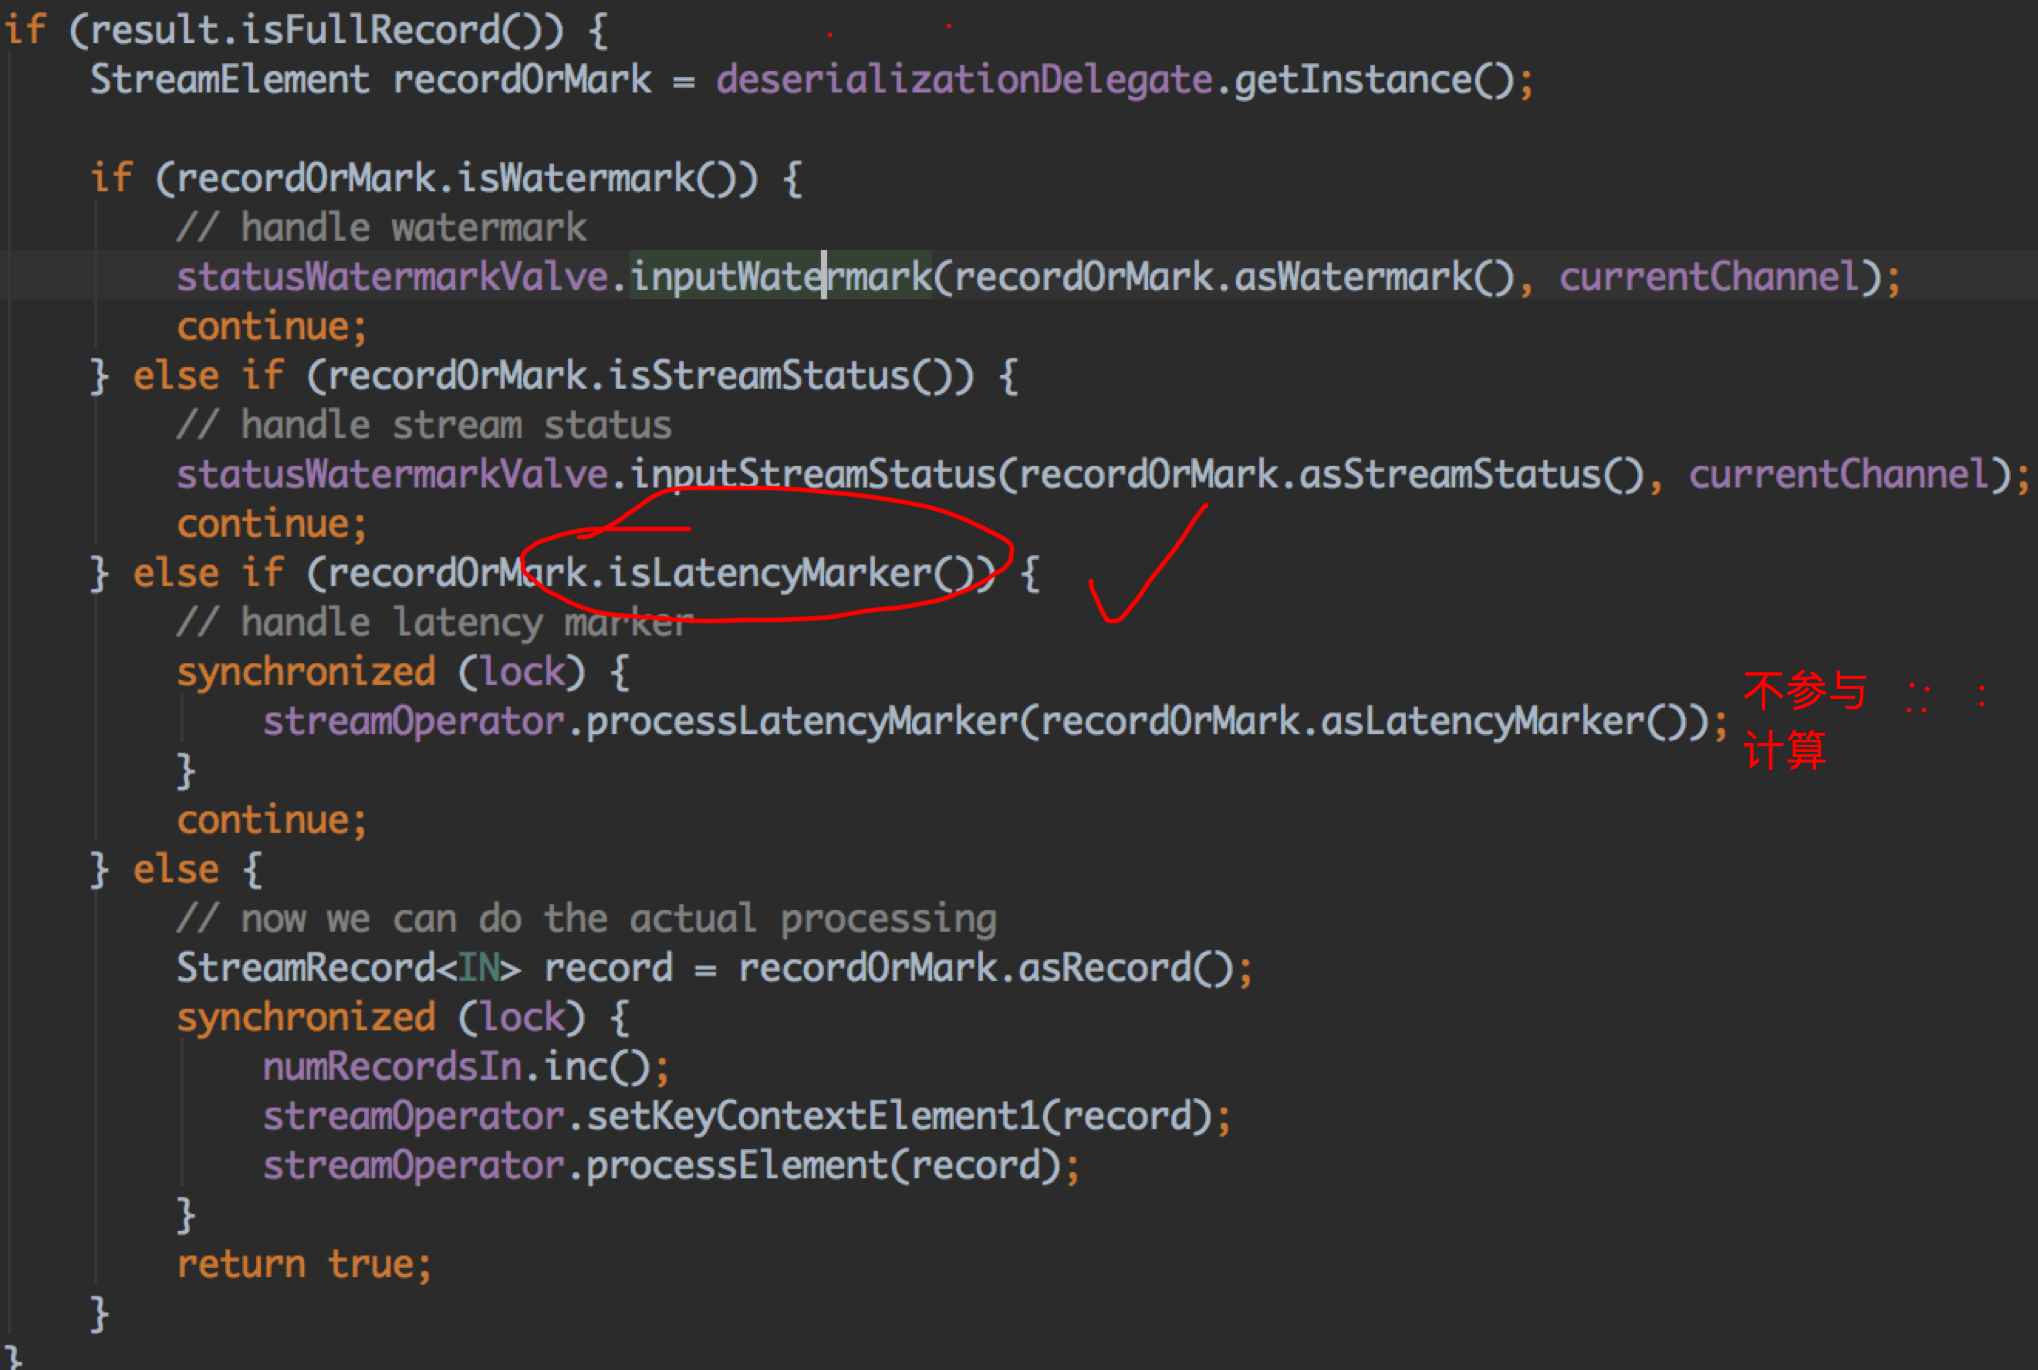 if (result.isFullRecord()) {
StreamElement recordOrMark = deserializationDelegate.getInstance();
if (recordOrMark.isWatermark()) {
// handle watermark
statusWatermarkValve.inputWatermark(recordOrMark.asWatermark(), currentChannel);
continue;
} else if (recordOrMark.isStreamStatus()) {
// handle stream status
statusWatermarkValve.inputStreamStatus(recordOrMark.asStreamStatus(), currentChannel);
continue;
} else if (recordOrMark.isLatencyMarker()) {
// handle latency marker
synchronized (lock) {
streamOperator.processLatencyMarker(recordOrMark.asLatencyMarker());
不参与
计算
}
continue;
} else {
// now we can do the actual processing
StreamRecord<IN> record = recordOrMark.asRecord();
synchronized (lock) {
numRecordsIn.inc();
streamOperator.setKeyContextElement1(record);
streamOperator.processElement(record);
}
return true;
}
}